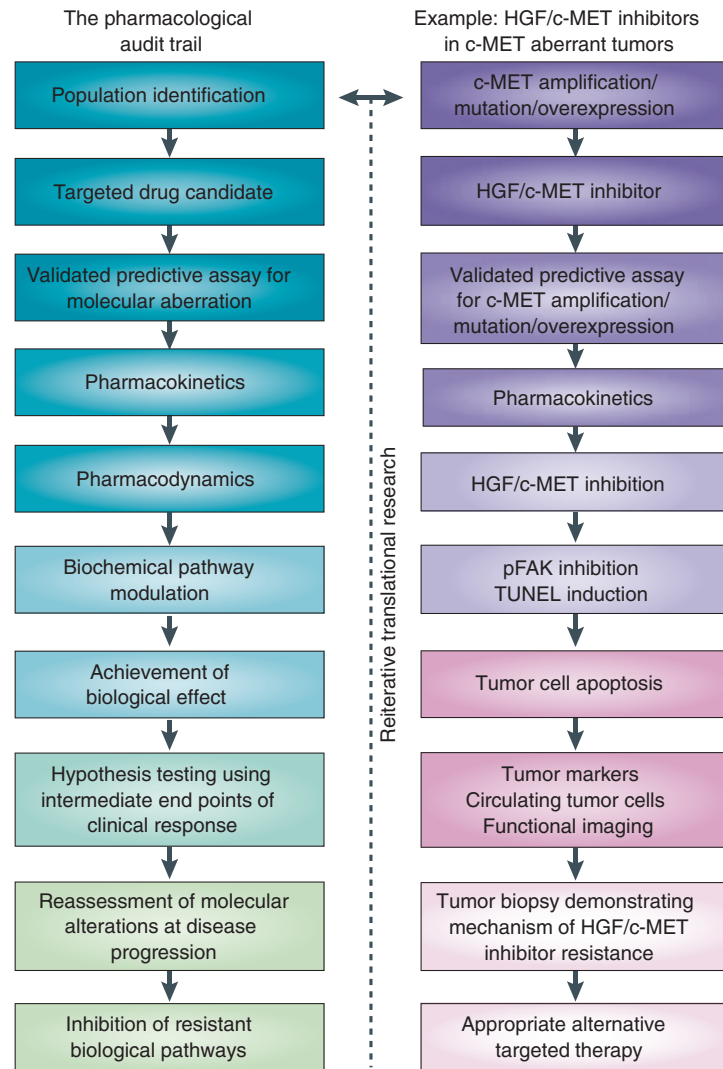 The pharmacological
audit trail
Population identification
Targeted drug candidate
Validated predictive assay for
molecular aberration
Pharmacokinetics
Pharmacodynamics
Biochemical pathway
modulation
Achievement of
biological effect
Hypothesis testing using
intermediate end points of
clinical response
Reassessment of molecular
alterations at disease
progression
Inhibition of resistant
biological pathways
Reiterative translational research
Example: HGF/c-MET inhibitors
in c-MET aberrant tumors
c-MET amplification/
mutation/overexpression
HGF/c-MET inhibitor
Validated predictive assay
for c-MET amplification/
mutation/overexpression
Pharmacokinetics
HGF/c-MET inhibition
pFAK inhibition
TUNEL induction
Tumor cell apoptosis
Tumor markers
Circulating tumor cells
Functional imaging
Tumor biopsy demonstrating
mechanism of HGF/c-MET
inhibitor resistance
Appropriate alternative
targeted therapy